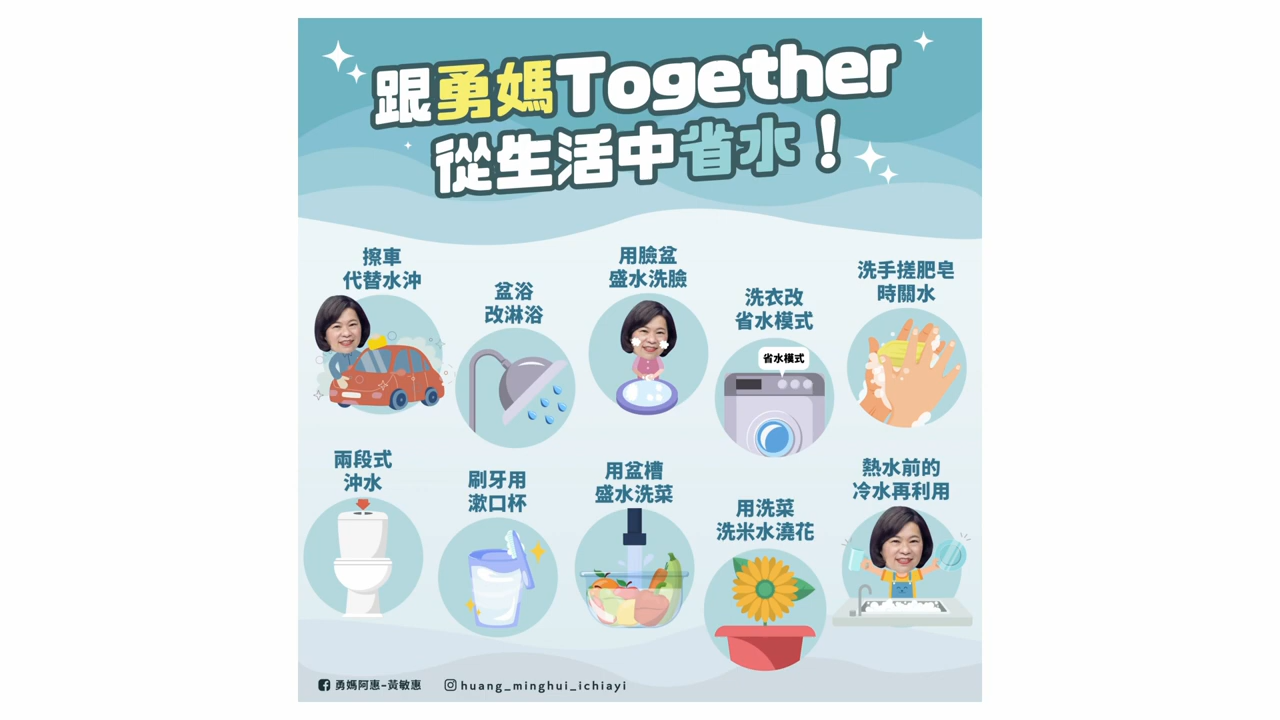 跟勇媽Together
從生活中省水！
擦車
代替水沖
盆浴
改淋浴
用臉盆
盛水洗臉
洗衣改
省水模式
省水模式
洗手搓肥皂
時關水
兩段式
沖水
刷牙用
漱口杯
用盆槽
盛水洗菜
用洗菜
洗米水澆花
熱水前的
冷水再利用
勇媽阿惠-黃敏惠
huang_minghui_ichiayi